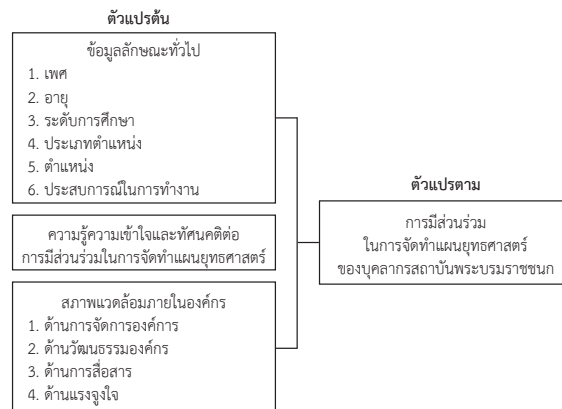 ตัวแปรต้น
ข้อมูลลักษณะทั่วไป
1. เพศ
2. อายุ
3. ระดับการศึกษา
4. ประเภทตำแหน่ง
5. ตำแหน่ง
6. ประสบการณ์ในการทำงาน
ความรู้ความเข้าใจและทัศนคติต่อ
การมีส่วนร่วมในการจัดทำแผนยุทธศาสตร์
สภาพแวดล้อมภายในองค์กร
1. ด้านการจัดการองค์การ
2. ด้านวัฒนธรรมองค์กร
3. ด้านการสื่อสาร
4. ด้านแรงจูงใจ
ตัวแปรตาม
การมีส่วนร่วม
ในการจัดทำแผนยุทธศาสตร์
ของบุคลากรสถาบันพระบรมราชชนก